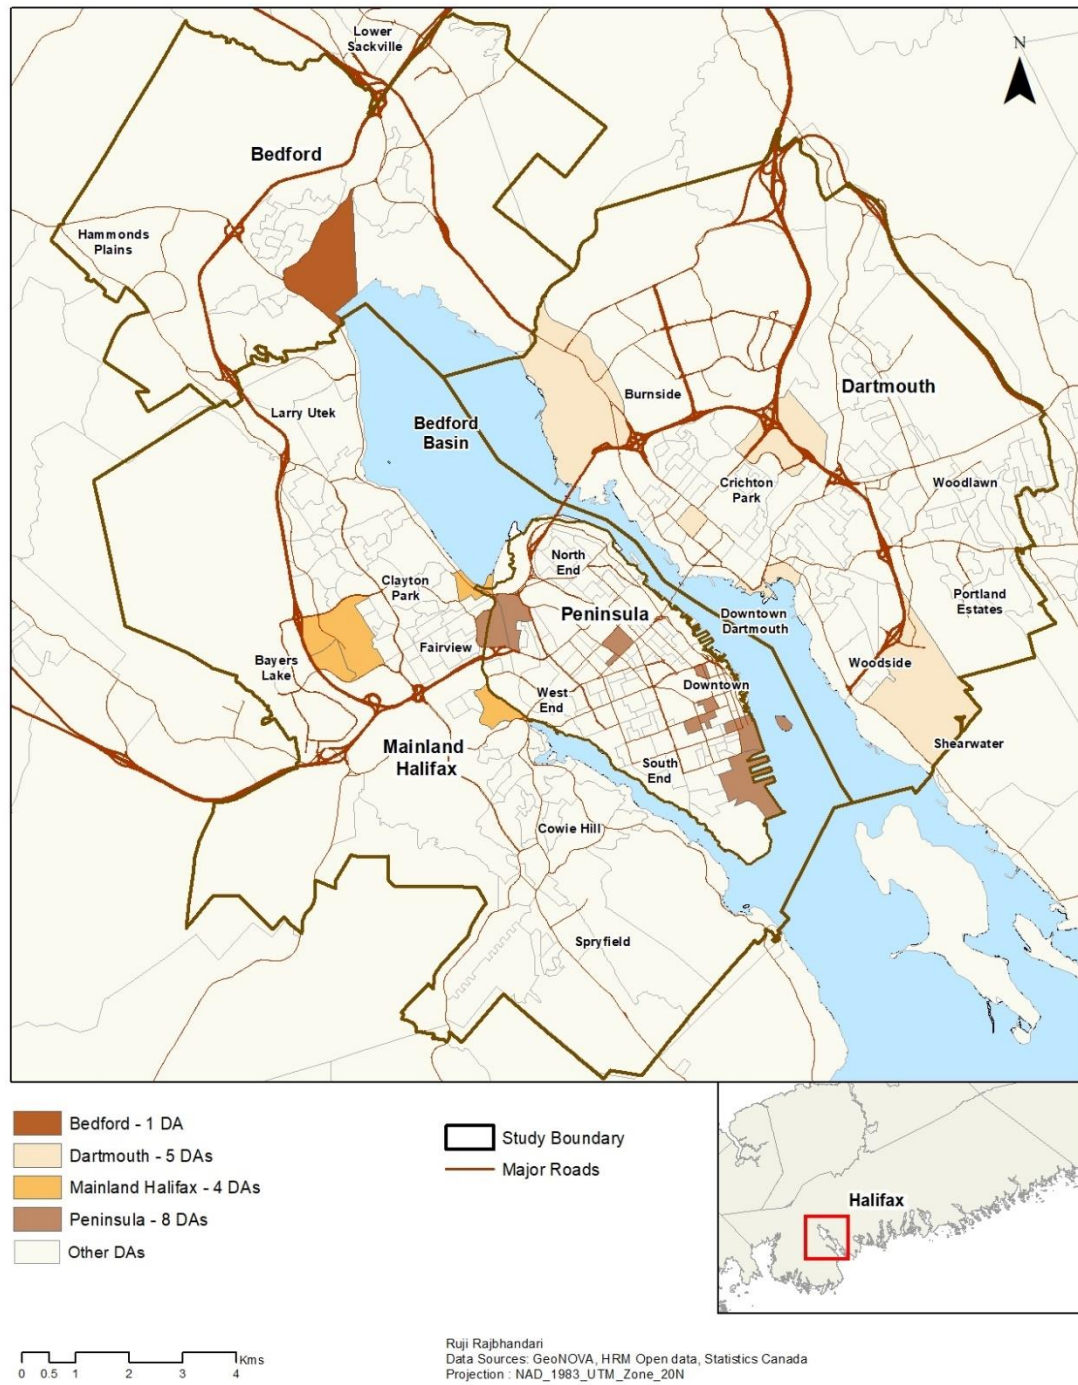 Lower
Sackville
N
Bedford
Hammonds
Plains
Burnside
Dartmouth
Larry Utek
Bedford
Basin
Crichton
Park
Woodlawn
North
End
Clayton
Park
Peninsula
Portland
Estates
Downtown
Dartmouth
Fairview
Bayers
Lake
Woodside
West
End
Downtown
Shearwater
Mainland
Halifax
South
End
Cowie Hill
Spryfield
Bedford - 1 DA
Dartmouth - 5 DAs
Mainland Halifax - 4 DAs
Peninsula - 8 DAs
Other DAs
Study Boundary
Major Roads
Halifax
Kms
0 0.5 1 2 3 4
Ruji Rajbhandari
Data Sources: GeoNOVA, HRM Open data, Statistics Canada
Projection : NAD_1983_UTM_Zone_20N